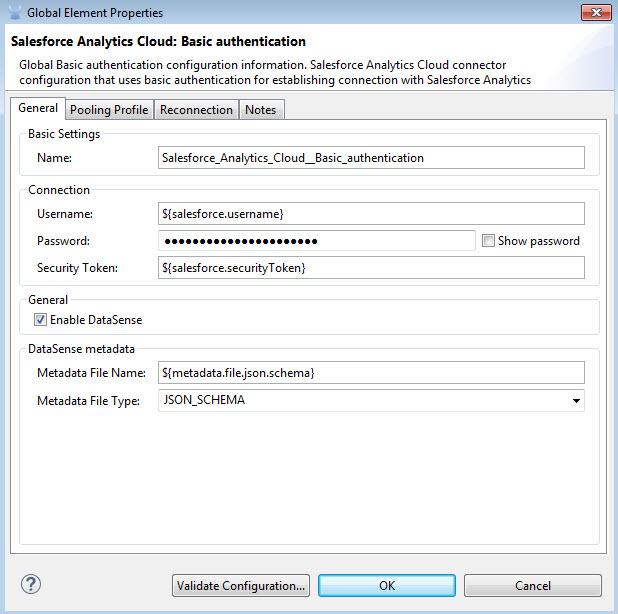 Global Element Properties
Salesforce Analytics Cloud: Basic authentication
Global Basic authentication configuration information. Salesforce Analytics Cloud connector
configuration that uses basic authentication for establishing connection with Salesforce Analytics
General Pooling Profile Reconnection Notes
Basic Settings
Name: Salesforce_Analytics_Cloud__Basic_authentication
Connection
Username: ${salesforce.username}
Password: ●●●●●●●●●●●●●●●●●●●●●● Show password
Security Token: ${salesforce.securityToken}
General
Enable DataSense
DataSense metadata
Metadata File Name: ${metadata.file.json.schema}
Metadata File Type: JSON_SCHEMA
? Validate Configuration... OK Cancel